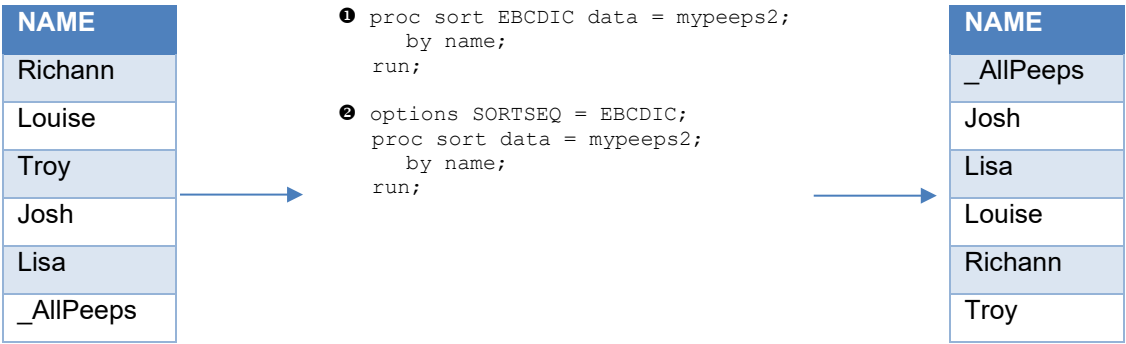 NAME
Richann
Louise
Troy
Josh
Lisa
_AllPeeps
❶ proc sort EBCDIC data = mypeeps2;
by name;
run;
❷ options SORTSEQ = EBCDIC;
proc sort data = mypeeps2;
by name;
run;
NAME
_AllPeeps
Josh
Lisa
Louise
Richann
Troy